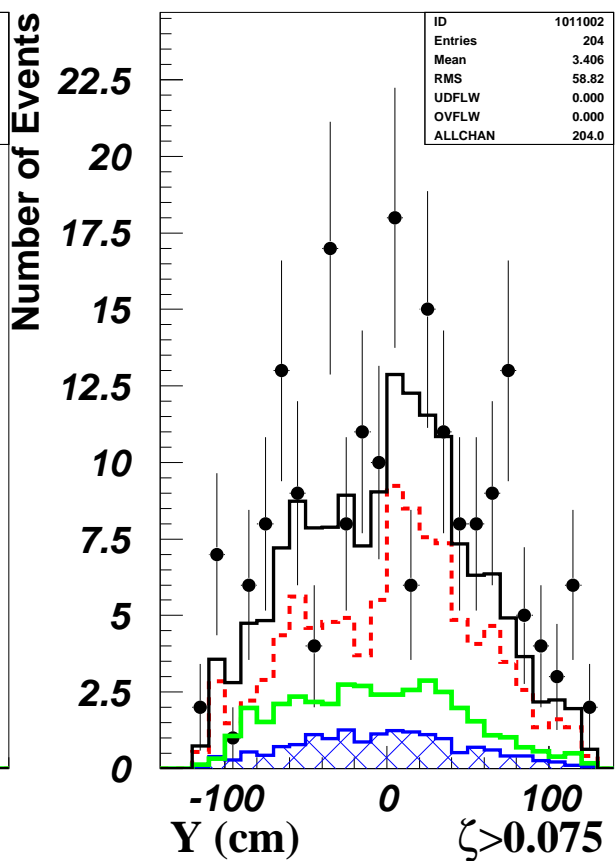 ID 1011002
Entries 204
Mean 3.406
RMS 58.82
UDFLW 0.000
OVFLW 0.000
ALLCHAN 204.0
Number of Events
22.5
20
17.5
15
12.5
10
7.5
5
2.5
0
-100 0 100
Y (cm) ζ>0.075